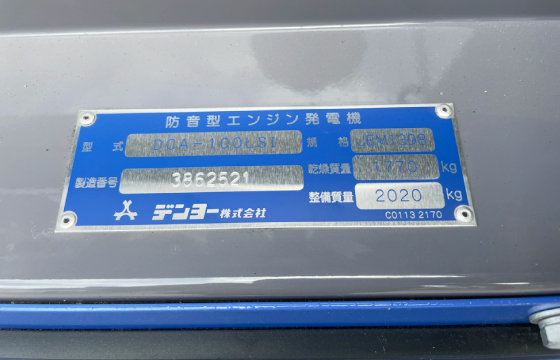 防音型エンジン発電機
型式 DCA-100LSI 規格 JEM1398
製造番号 3862521 乾燥質量 1770 kg
デンヨー株式会社 整備質量 2020 kg
C0113 2170